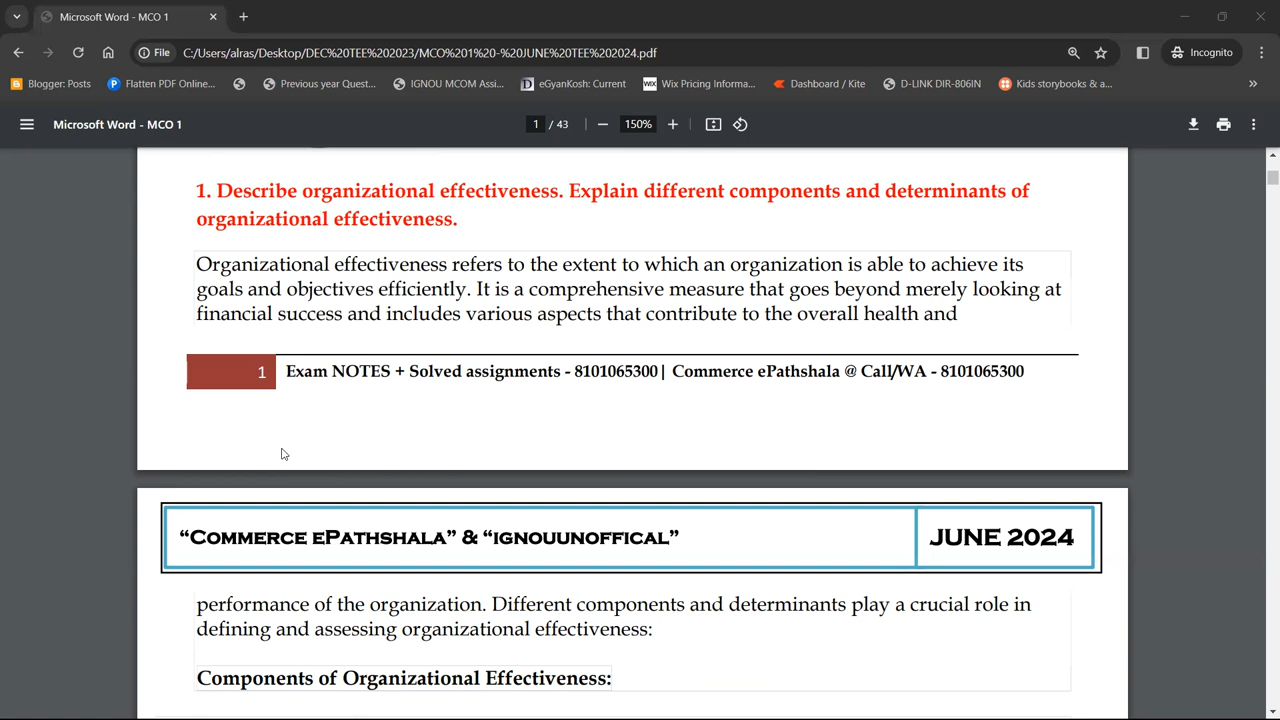 Microsoft Word - MCO 1
File
C:/Users/alras/Desktop/DEC%20TEE%202023/MCO%201%20-%20JUNE%20TEE%202024.pdf
Incognito
Blogger: Posts
Flatten PDF Online...
Previous year Quest...
IGNOU MCOM Assi...
eGyanKosh: Current
WIX Wix Pricing Informa...
Dashboard / Kite
D-LINK DIR-806IN
Kids storybooks & a...
Microsoft Word - MCO 1
1 / 43
150%
1. Describe organizational effectiveness. Explain different components and determinants of
organizational effectiveness.
Organizational effectiveness refers to the extent to which an organization is able to achieve its
goals and objectives efficiently. It is a comprehensive measure that goes beyond merely looking at
financial success and includes various aspects that contribute to the overall health and
1 Exam NOTES + Solved assignments - 8101065300| Commerce ePathshala @ Call/WA - 8101065300
“COMMERCE EPATHSHALA” & “IGNOUUNOFFICAL”
JUNE 2024
performance of the organization. Different components and determinants play a crucial role in
defining and assessing organizational effectiveness:
Components of Organizational Effectiveness: